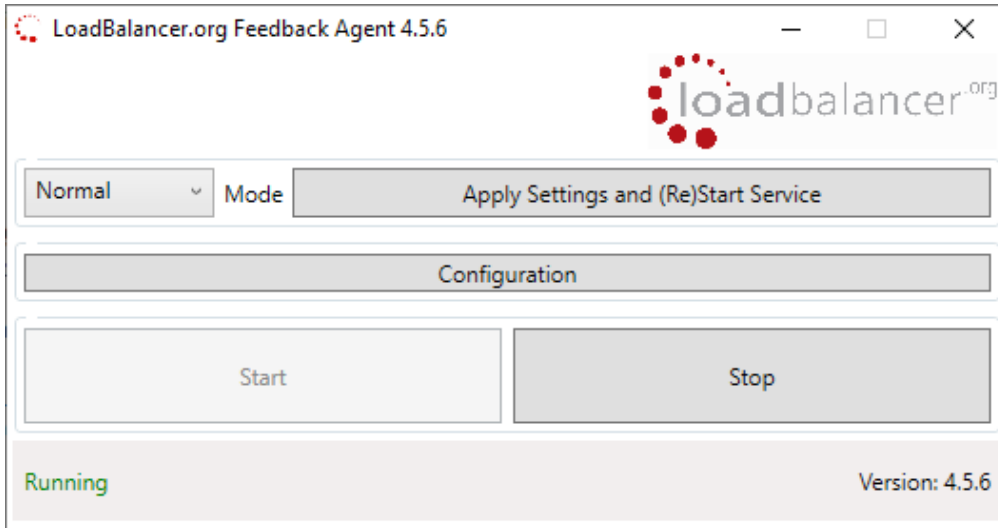 LoadBalancer.org Feedback Agent 4.5.6
loadbalancer.org
Normal Mode Apply Settings and (Re)Start Service
Configuration
Start Stop
Running Version: 4.5.6